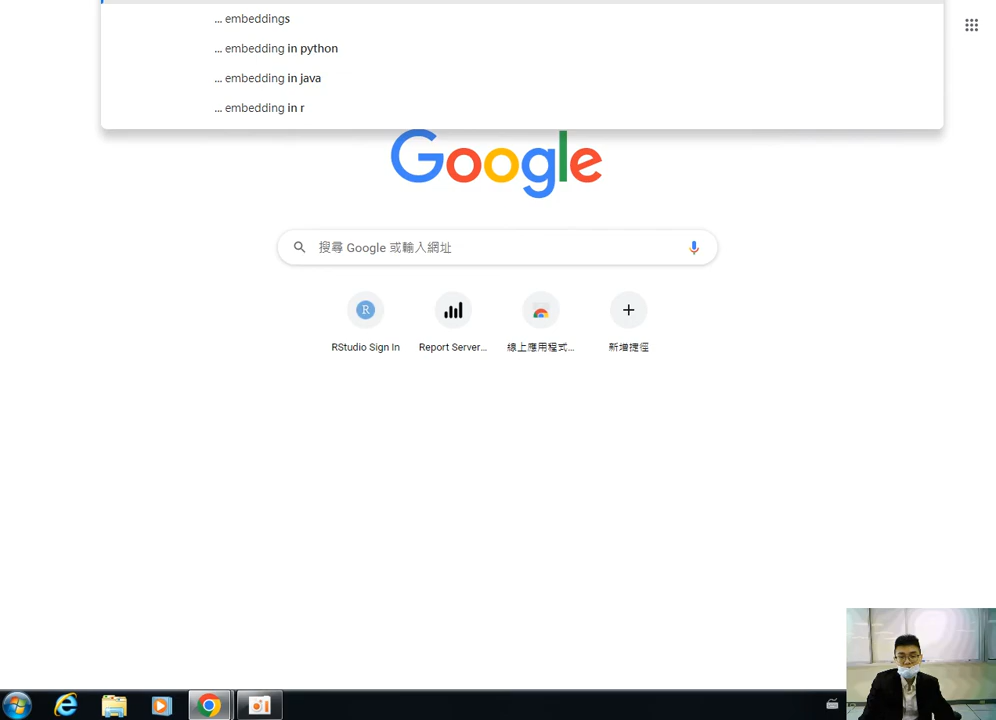 ... embeddings
... embedding in python
... embedding in java
... embedding in r
Google
搜尋 Google 或輸入網址
R
RStudio Sign In
Report Server...
線上應用程式...
新增捷徑